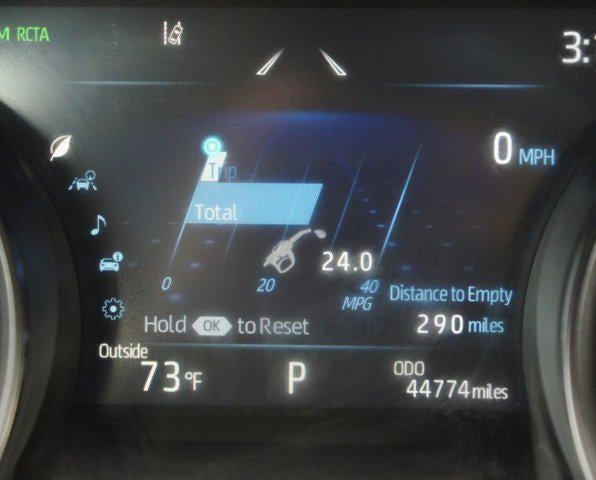 RCTA
0 MPH
Trip
Total
24.0
0 20 40
MPG
Distance to Empty
290 miles
Hold OK to Reset
Outside
73°F
P
ODO
44774 miles